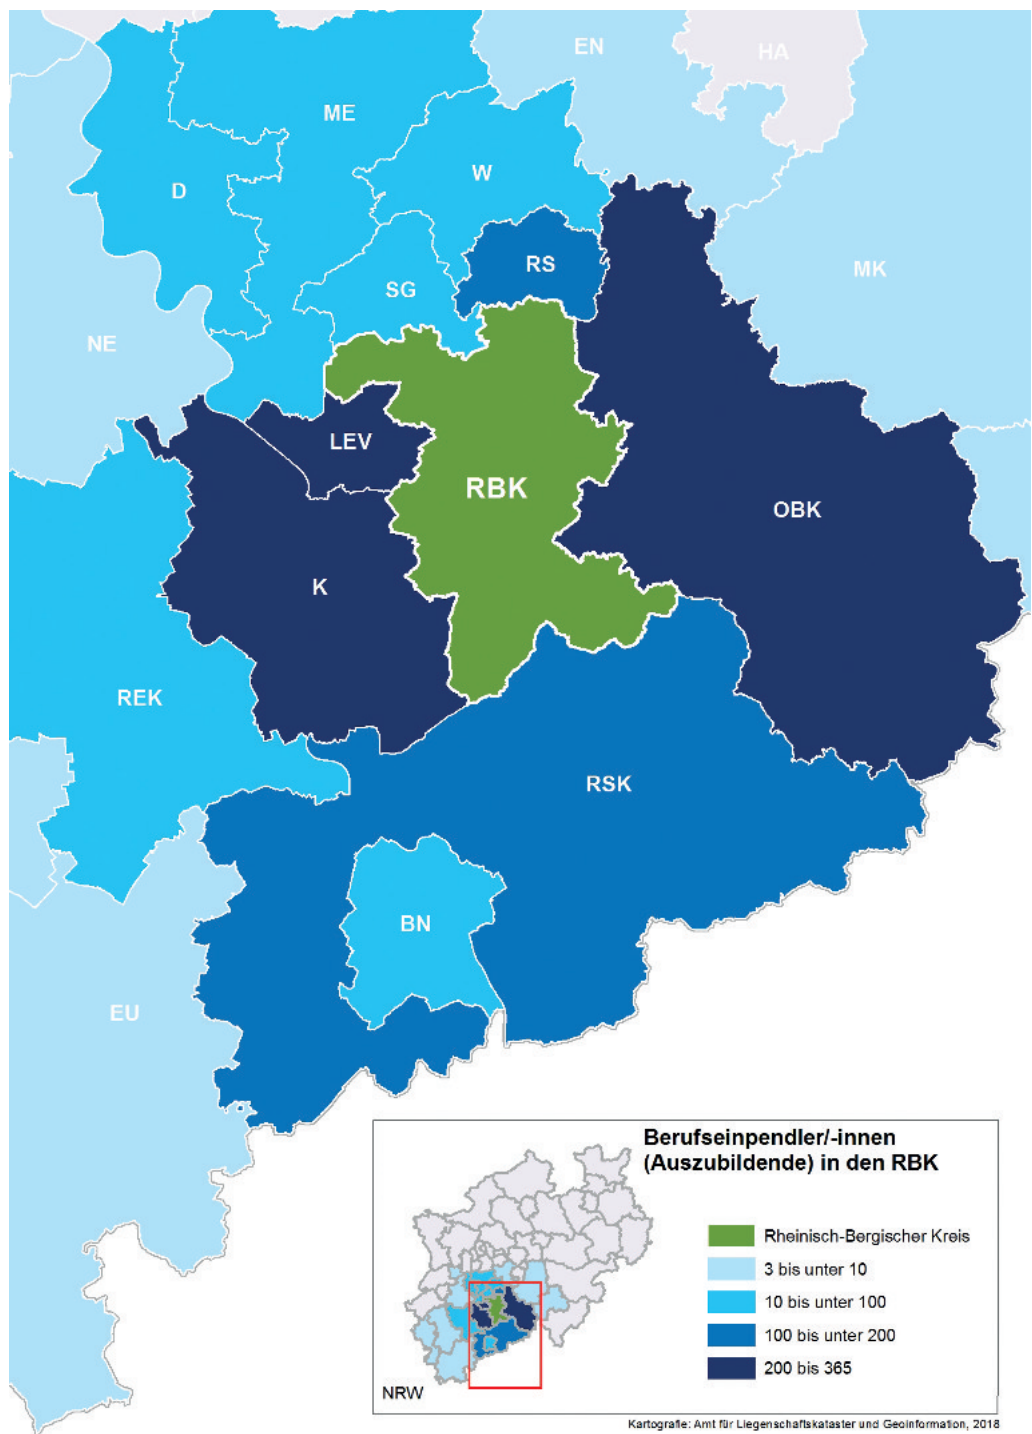 EN
HA
ME
W
D
RS
MK
SG
NE
LEV
RBK
OBK
K
REK
RSK
BN
EU
Berufseinpendler/-innen
(Auszubildende) in den RBK
Rheinisch-Bergischer Kreis
3 bis unter 10
10 bis unter 100
100 bis unter 200
200 bis 365
NRW
Kartografie: Amt für Liegenschaftskataster und Geoinformation, 2018